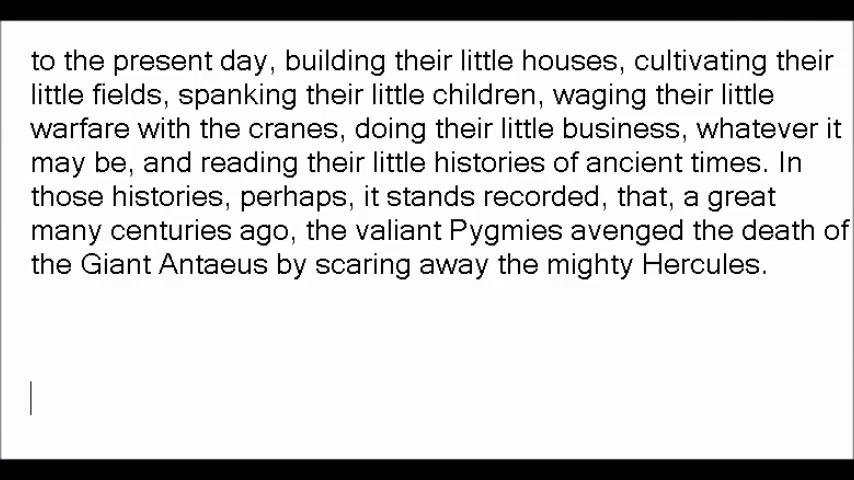 to the present day, building their little houses, cultivating their
little fields, spanking their little children, waging their little
warfare with the cranes, doing their little business, whatever it
may be, and reading their little histories of ancient times. In
those histories, perhaps, it stands recorded, that, a great
many centuries ago, the valiant Pygmies avenged the death of
the Giant Antaeus by scaring away the mighty Hercules.